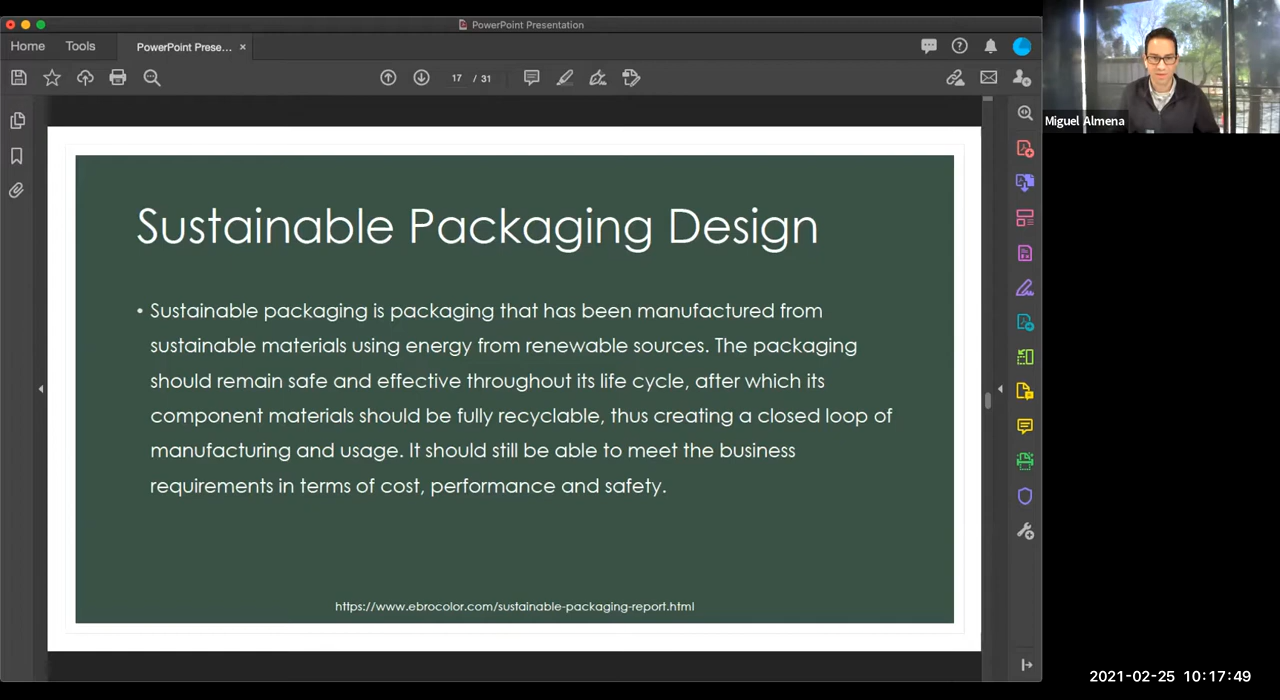 PowerPoint Presentation
Home
Tools
PowerPoint Prese... ×
17 / 31
Miguel Almena
Sustainable Packaging Design
• Sustainable packaging is packaging that has been manufactured from
sustainable materials using energy from renewable sources. The packaging
should remain safe and effective throughout its life cycle, after which its
component materials should be fully recyclable, thus creating a closed loop of
manufacturing and usage. It should still be able to meet the business
requirements in terms of cost, performance and safety.
https://www.ebrocolor.com/sustainable-packaging-report.html
2021-02-25 10:17:49